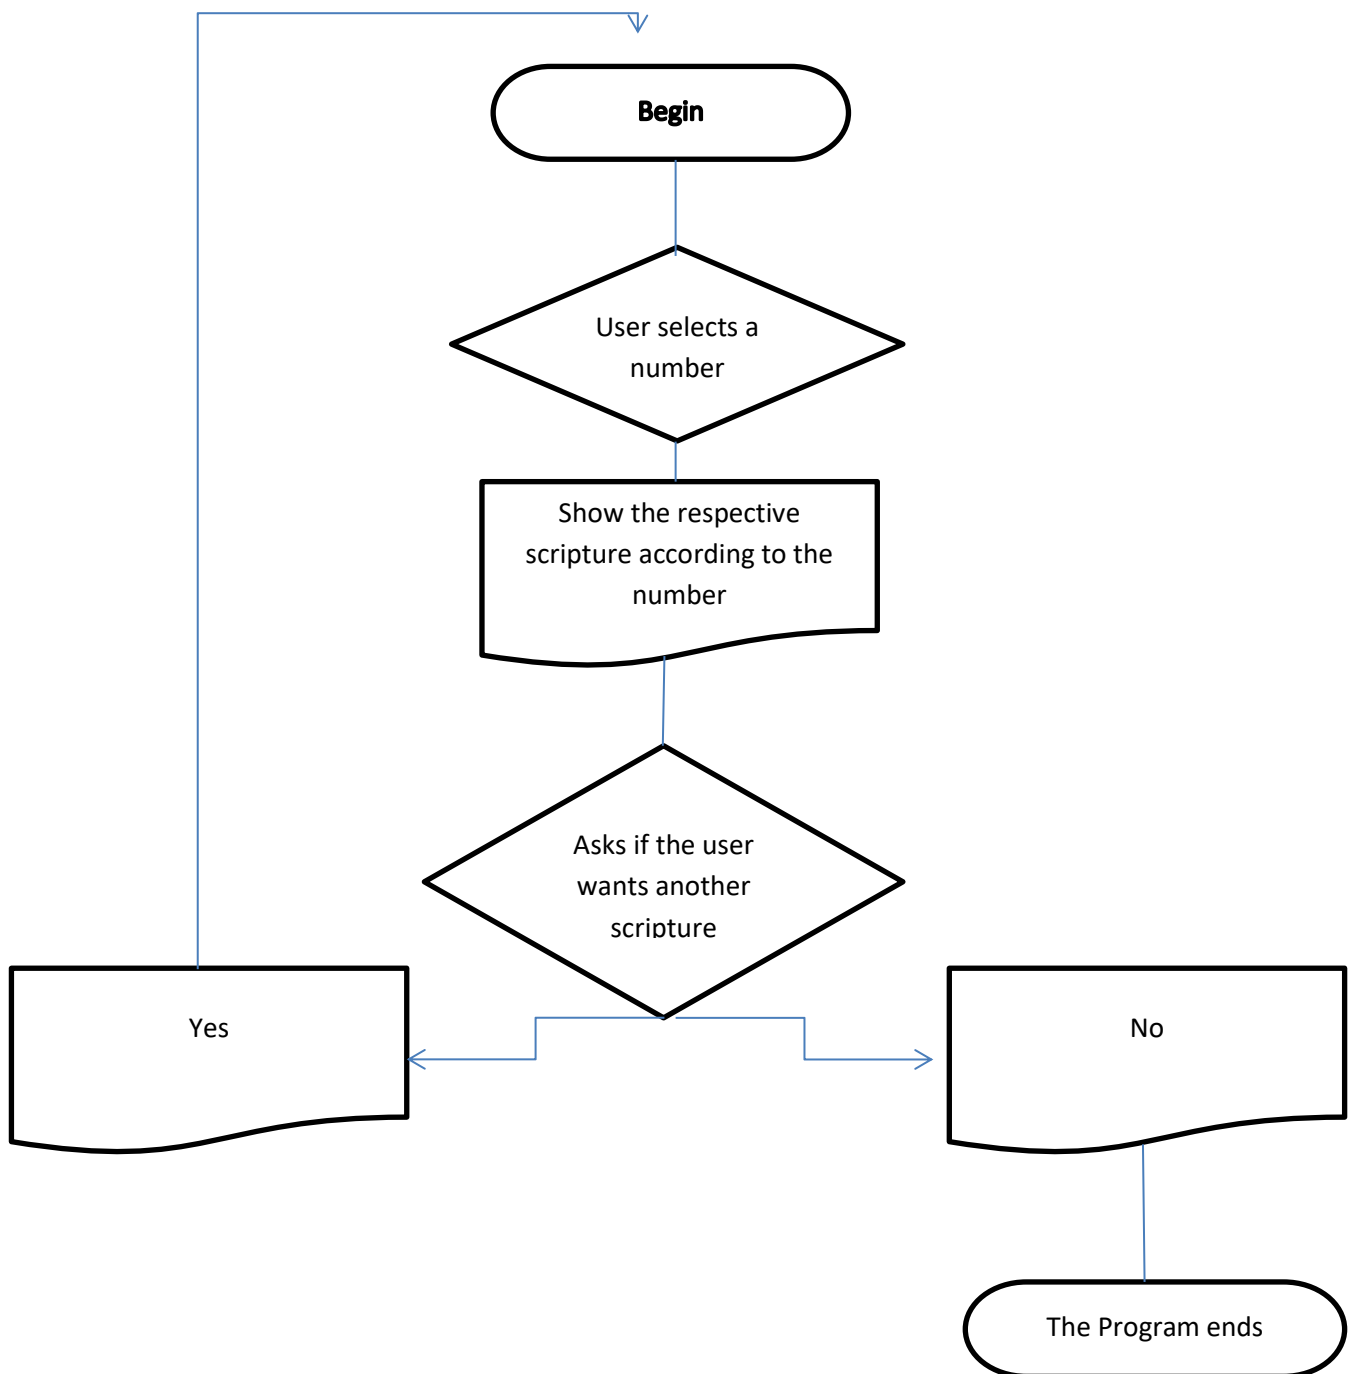 Begin
User selects a
number
Show the respective
scripture according to the
number
Asks if the user
wants another
scripture
Yes
No
The Program ends